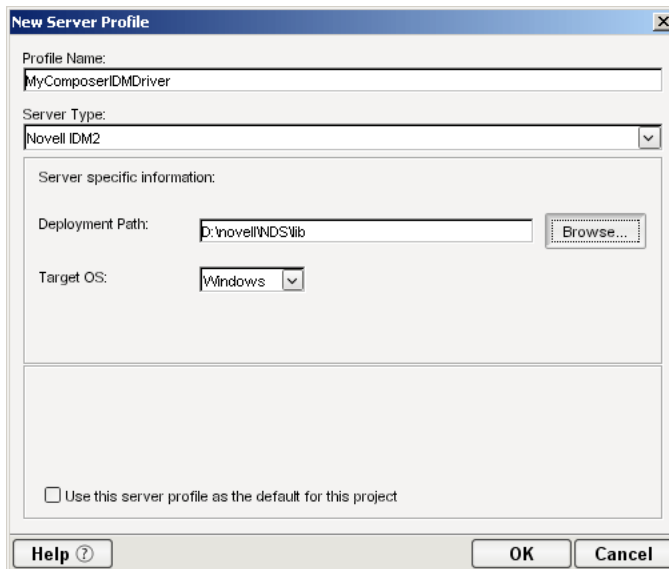 New Server Profile
Profile Name:
MyComposerIDMDriver
Server Type:
Novell IDM2
Server specific information:
Deployment Path:
D:\novell\NDS\lib
Browse...
Target OS:
Windows
Use this server profile as the default for this project
Help ?
OK
Cancel